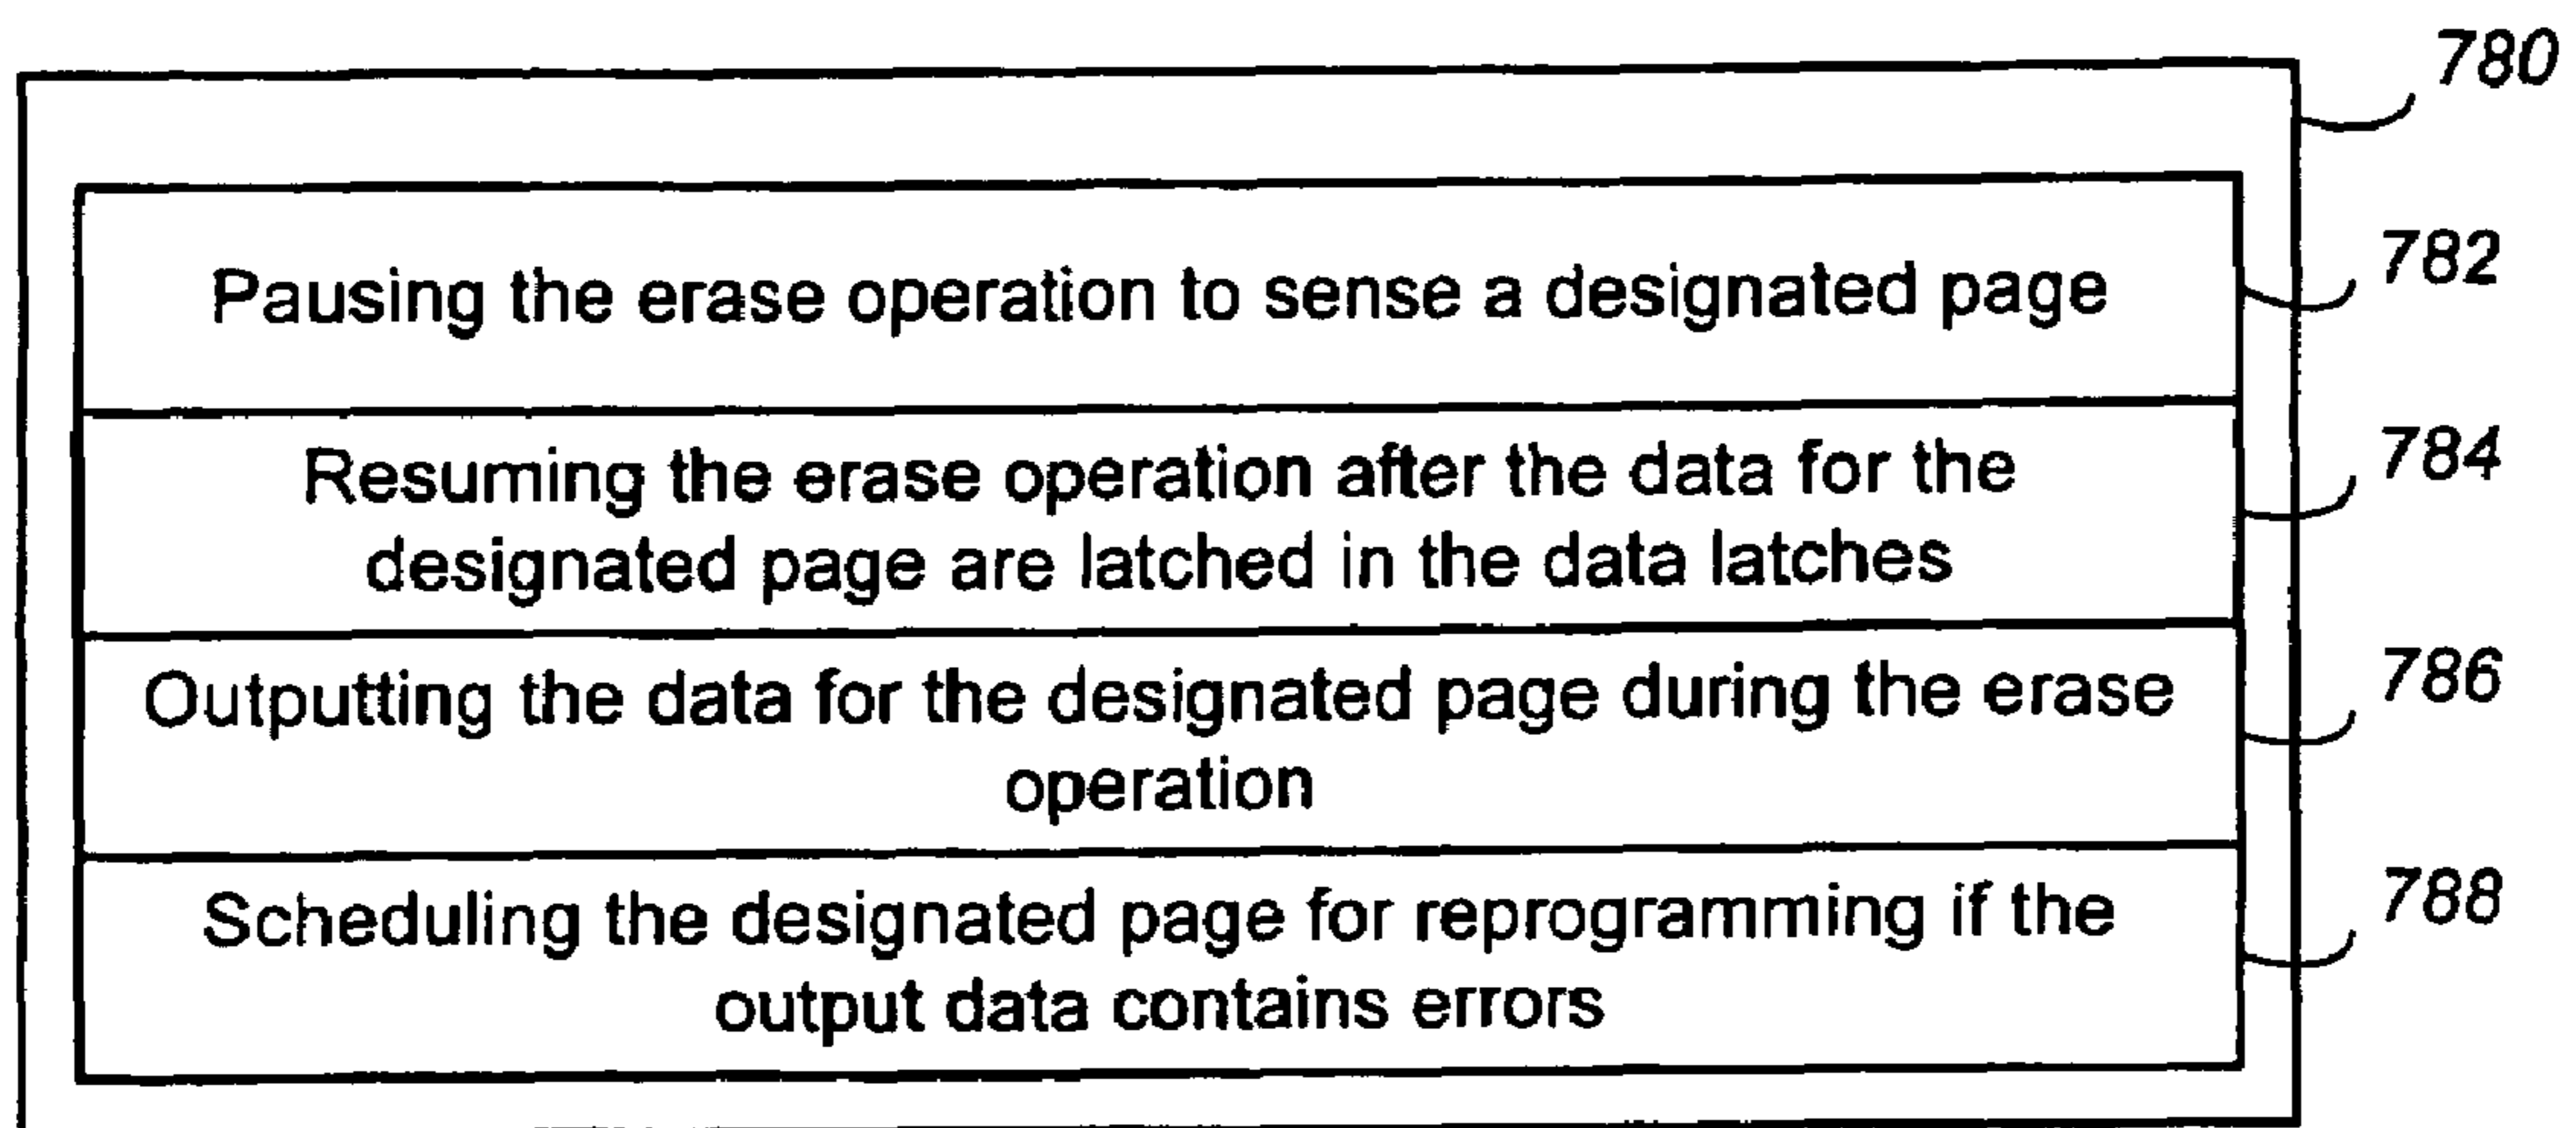 780
Pausing the erase operation to sense a designated page
782
Resuming the erase operation after the data for the
designated page are latched in the data latches
784
Outputting the data for the designated page during the erase
operation
786
Scheduling the designated page for reprogramming if the
output data contains errors
788